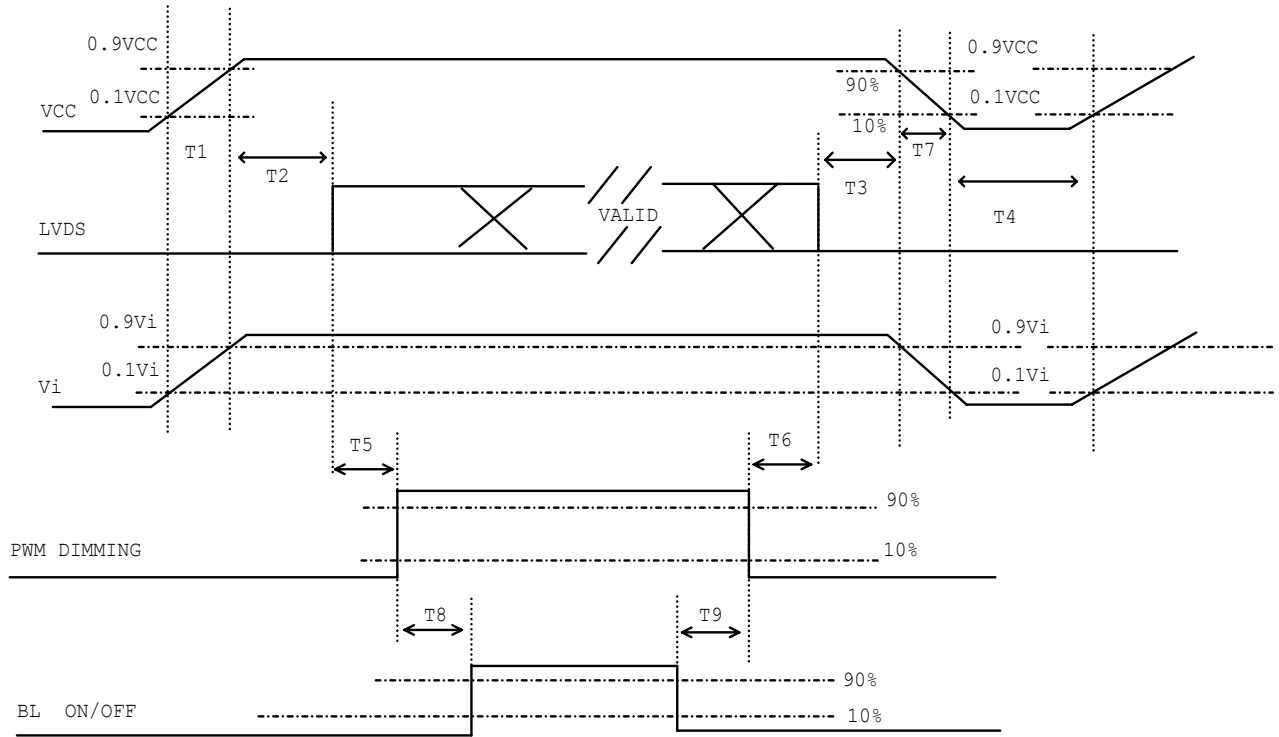 0.9VCC
0.9VCC
90%
0.1VCC
0.1VCC
VCC
10%
T1
T7
T2
T3
T4
VALID
LVDS
0.9Vi
0.9Vi
0.1Vi
0.1Vi
Vi
T5
T6
90%
PWM DIMMING
10%
T8
T9
90%
BL ON/OFF
10%